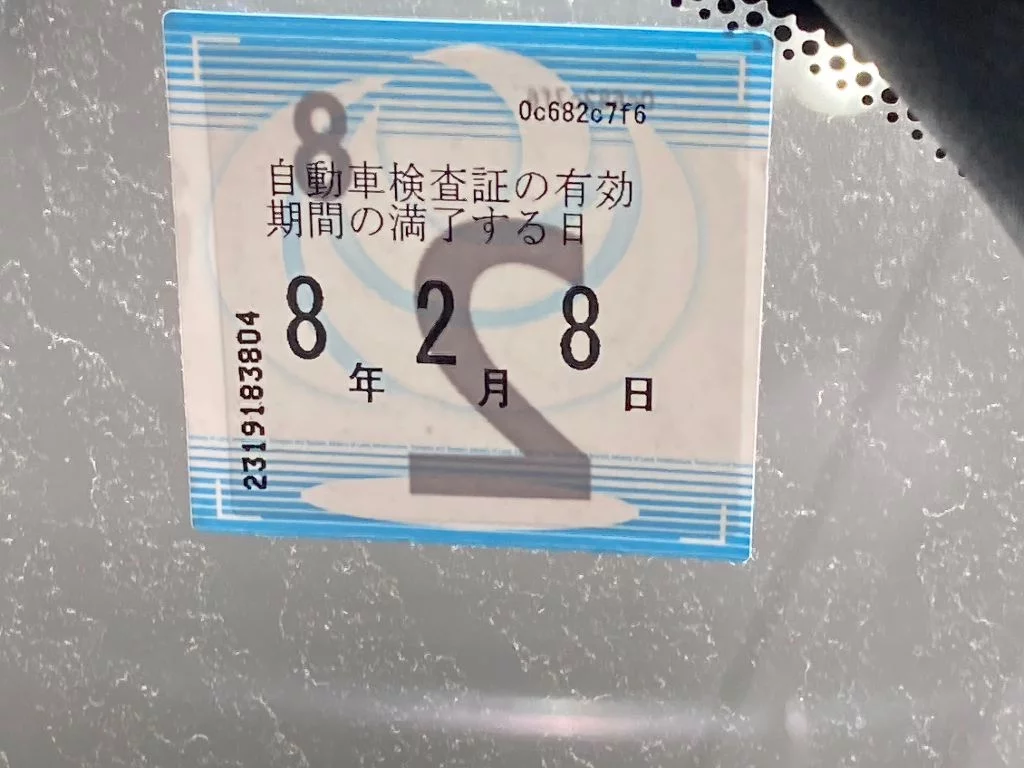 0c682c7f6
自動車検査証の有効
期間の満了する日
8年 2月 8日
2319183804
8
2